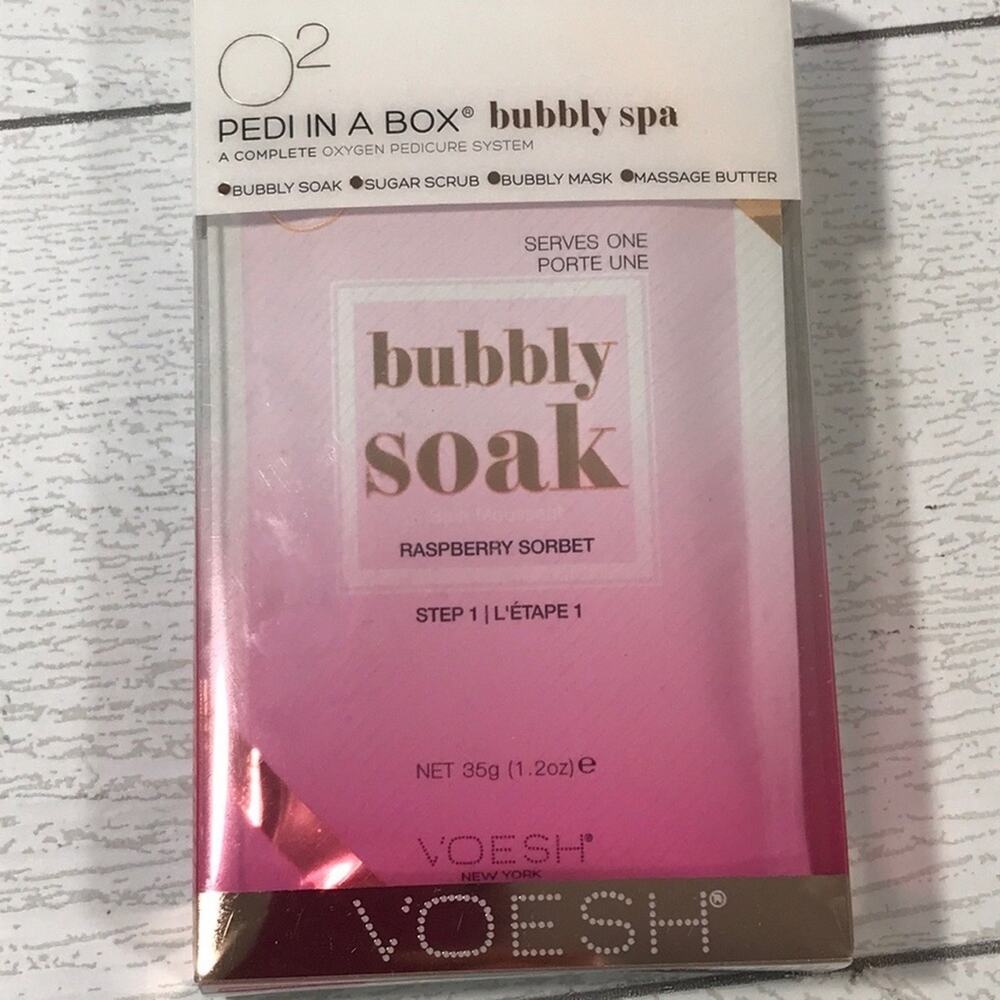 O2
PEDI IN A BOX® bubbly spa
A COMPLETE OXYGEN PEDICURE SYSTEM
●BUBBLY SOAK ●SUGAR SCRUB ●BUBBLY MASK ●MASSAGE BUTTER
SERVES ONE
PORTE UNE
bubbly
soak
RASPBERRY SORBET
STEP 1 | L'ÉTAPE 1
NET 35g (1.2oz) e
VOESH®
NEW YORK
VOESH®